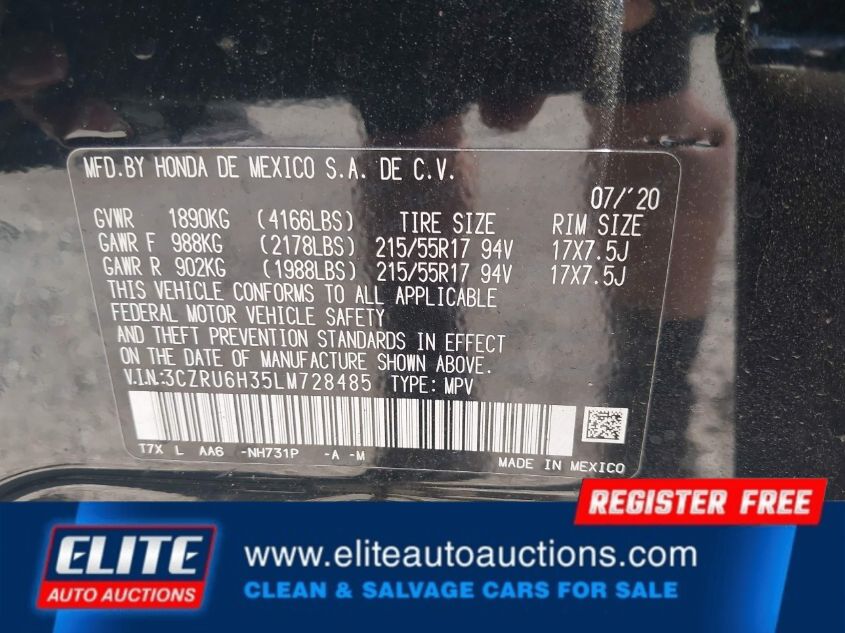 MFD.BY HONDA DE MEXICO S.A. DE C.V.
07/'20
GVWR 1890KG (4166LBS) TIRE SIZE RIM SIZE
GAWR F 988KG (2178LBS) 215/55R17 94V 17X7.5J
GAWR R 902KG (1988LBS) 215/55R17 94V 17X7.5J
THIS VEHICLE CONFORMS TO ALL APPLICABLE
FEDERAL MOTOR VEHICLE SAFETY
AND THEFT PREVENTION STANDARDS IN EFFECT
ON THE DATE OF MANUFACTURE SHOWN ABOVE.
V.I.N:3CZRU6H35LM728485 TYPE: MPV
T7X L AA6 -NH731P -A -M
MADE IN MEXICO
REGISTER FREE
ELITE
AUTO AUCTIONS
www.eliteautoauctions.com
CLEAN & SALVAGE CARS FOR SALE